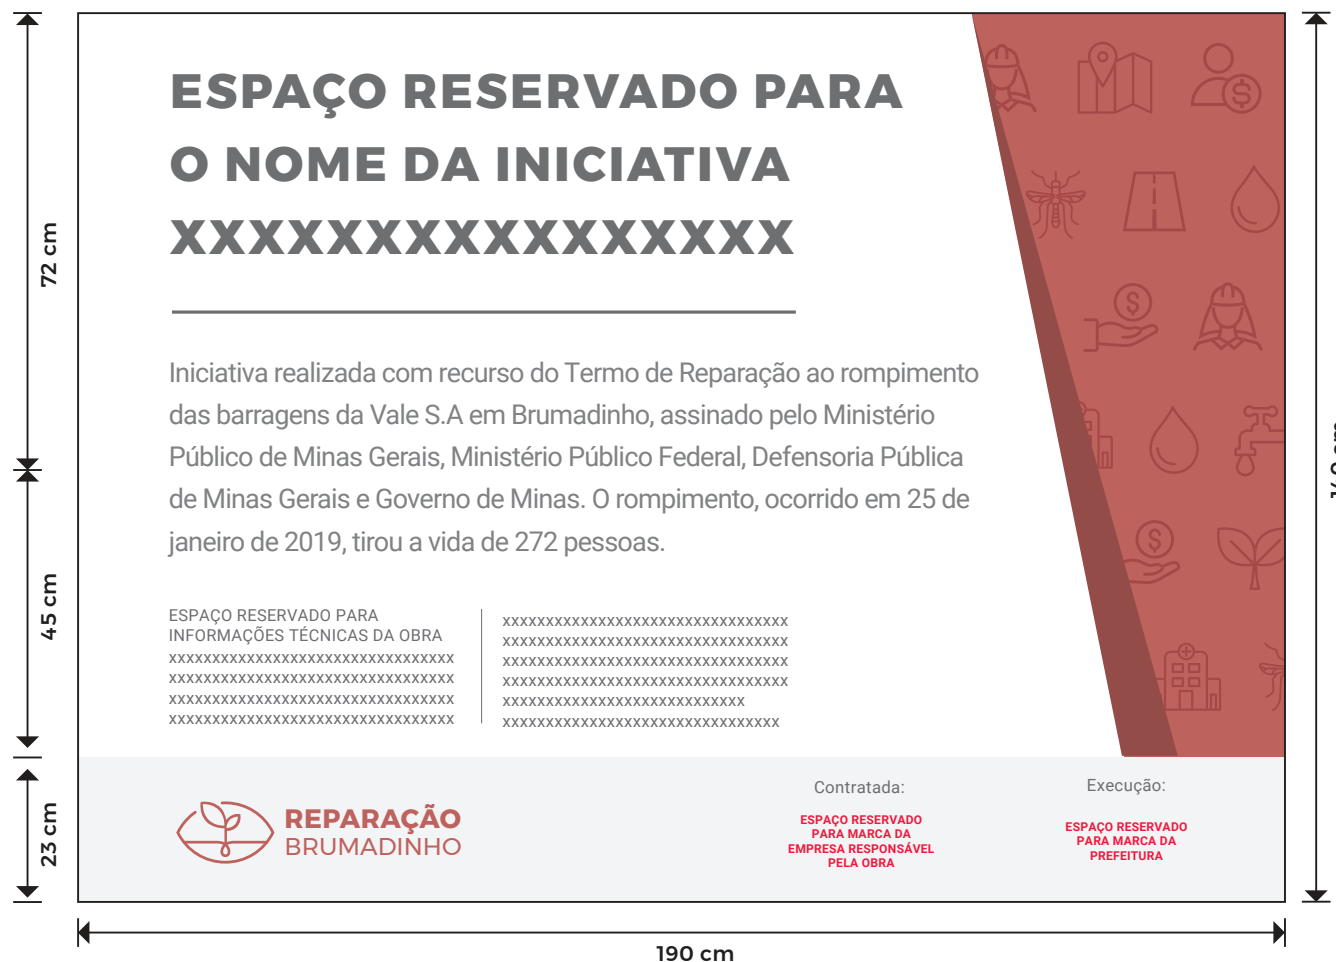 ESPAÇO RESERVADO PARA
O NOME DA INICIATIVA
XXXXXXXXXXXXXXXX
Iniciativa realizada com recurso do Termo de Reparação ao rompimento
das barragens da Vale S.A em Brumadinho, assinado pelo Ministério
Público de Minas Gerais, Ministério Público Federal, Defensoria Pública
de Minas Gerais e Governo de Minas. O rompimento, ocorrido em 25 de
janeiro de 2019, tirou a vida de 272 pessoas.
ESPAÇO RESERVADO PARA
INFORMAÇÕES TÉCNICAS DA OBRA
xxxxxxxxxxxxxxxxxxxxxxxxxxxxxxxxx
xxxxxxxxxxxxxxxxxxxxxxxxxxxxxxxxx
xxxxxxxxxxxxxxxxxxxxxxxxxxxxxxxxx
xxxxxxxxxxxxxxxxxxxxxxxxxxxxxxxxx
xxxxxxxxxxxxxxxxxxxxxxxxxxxxxxxxx
xxxxxxxxxxxxxxxxxxxxxxxxxxxxxxxxx
xxxxxxxxxxxxxxxxxxxxxxxxxxxxxxxxx
xxxxxxxxxxxxxxxxxxxxxxxxxxxxxxxxx
xxxxxxxxxxxxxxxxxxxxxxxxxxxx
xxxxxxxxxxxxxxxxxxxxxxxxxxxxxxxx
REPARAÇÃO
BRUMADINHO
Contratada:
ESPAÇO RESERVADO
PARA MARCA DA
EMPRESA RESPONSÁVEL
PELA OBRA
Execução:
ESPAÇO RESERVADO
PARA MARCA DA
PREFEITURA
72 cm
45 cm
23 cm
190 cm